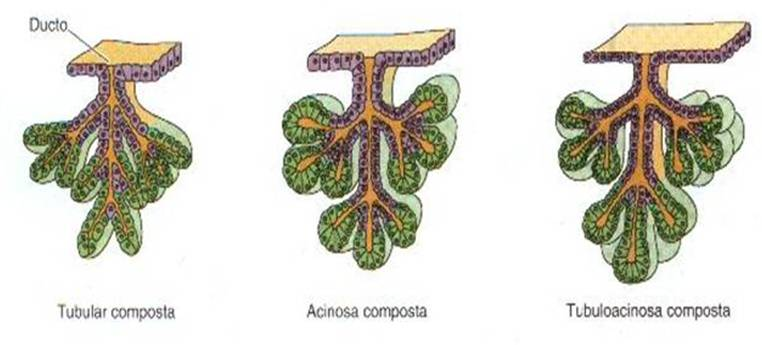 Ducto
Tubular composta
Acinosa composta
Tubuloacinosa composta